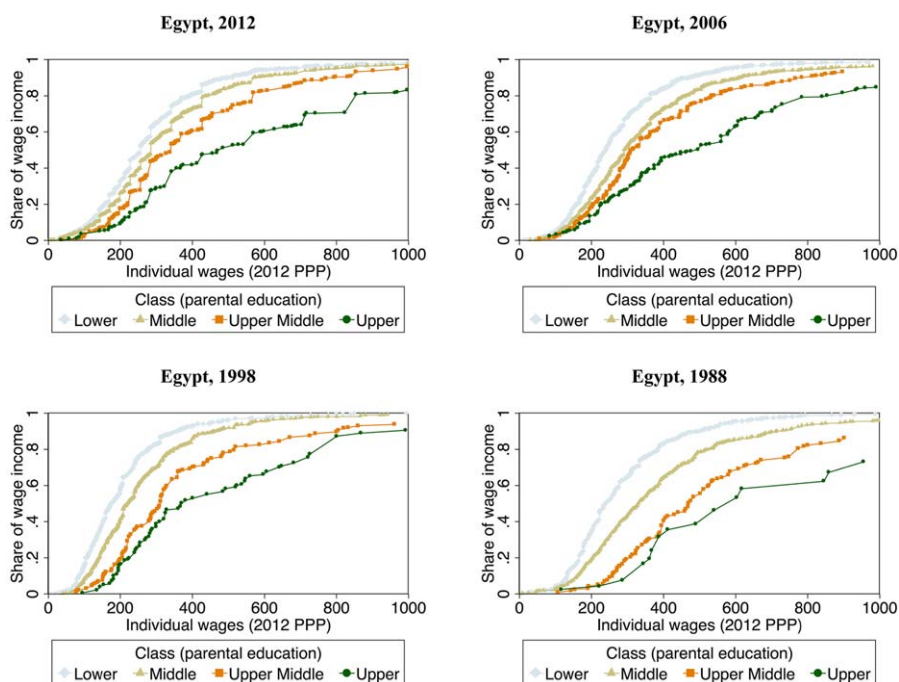 Egypt, 2012
Share of wage income
0 .2 .4 .6 .8 1
0 200 400 600 800 1000
Individual wages (2012 PPP)
Class (parental education)
Lower Middle Upper Middle Upper
Egypt, 2006
Share of wage income
0 .2 .4 .6 .8 1
0 200 400 600 800 1000
Individual wages (2012 PPP)
Class (parental education)
Lower Middle Upper Middle Upper
Egypt, 1998
Share of wage income
0 .2 .4 .6 .8 1
0 200 400 600 800 1000
Individual wages (2012 PPP)
Class (parental education)
Lower Middle Upper Middle Upper
Egypt, 1988
Share of wage income
0 .2 .4 .6 .8 1
0 200 400 600 800 1000
Individual wages (2012 PPP)
Class (parental education)
Lower Middle Upper Middle Upper